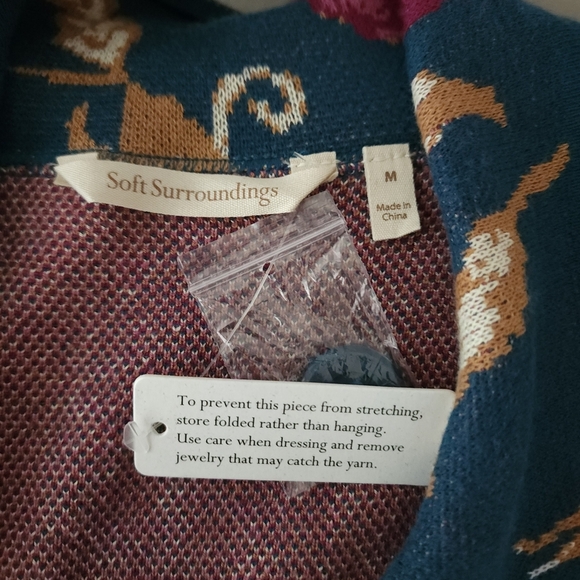 Soft Surroundings
M
Made in
China
To prevent this piece from stretching,
store folded rather than hanging.
Use care when dressing and remove
jewelry that may catch the yarn.